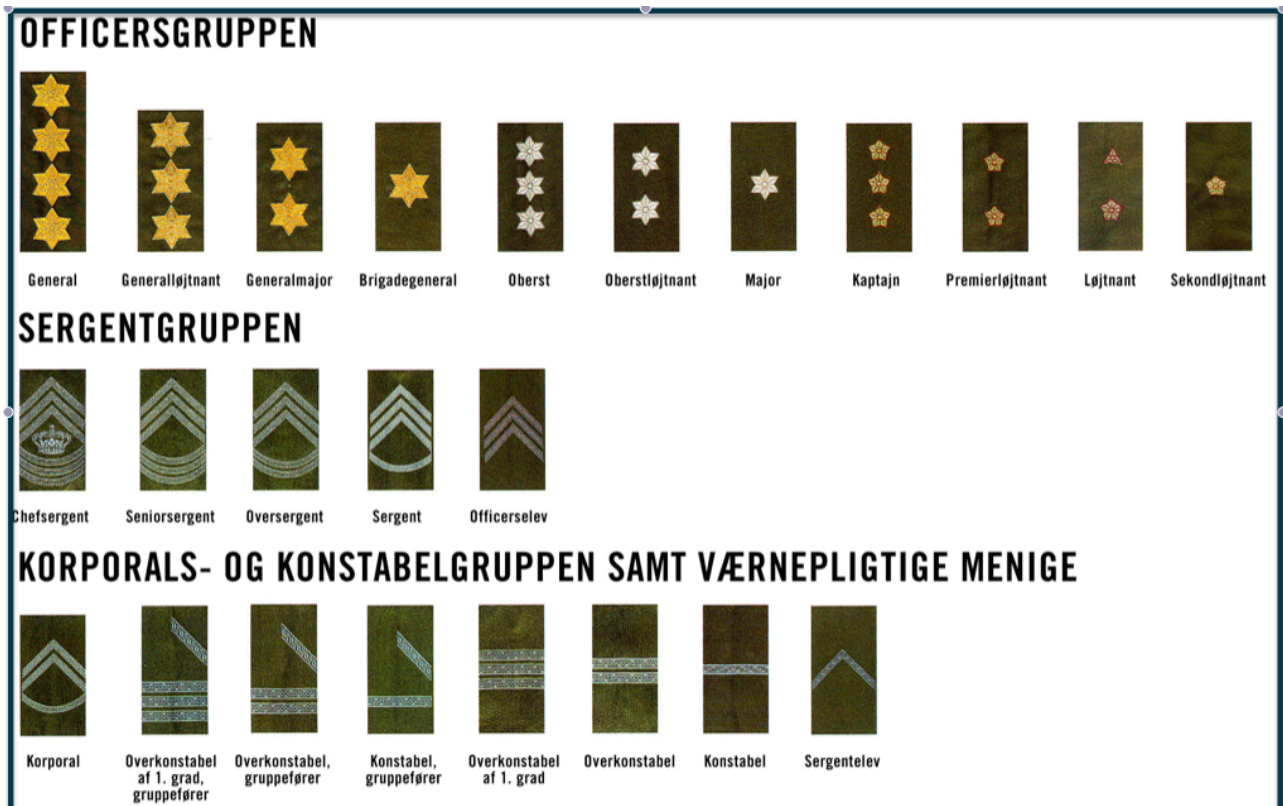 OFFICERSGRUPPEN
General
Generalløjtnant
Generalmajor
Brigadegeneral
Oberst
Oberstløjtnant
Major
Kaptajn
Premierløjtnant
Løjtnant
Sekondløjtnant
SERGENTGRUPPEN
Chefsergent
Seniorsergent
Oversergent
Sergent
Officerselev
KORPORALS- OG KONSTABELGRUPPEN SAMT VÆRNEPLIGTIGE MENIGE
Korporal
Overkonstabel
af 1. grad,
gruppefører
Overkonstabel,
gruppefører
Konstabel,
gruppefører
Overkonstabel
af 1. grad
Overkonstabel
Konstabel
Sergentelev